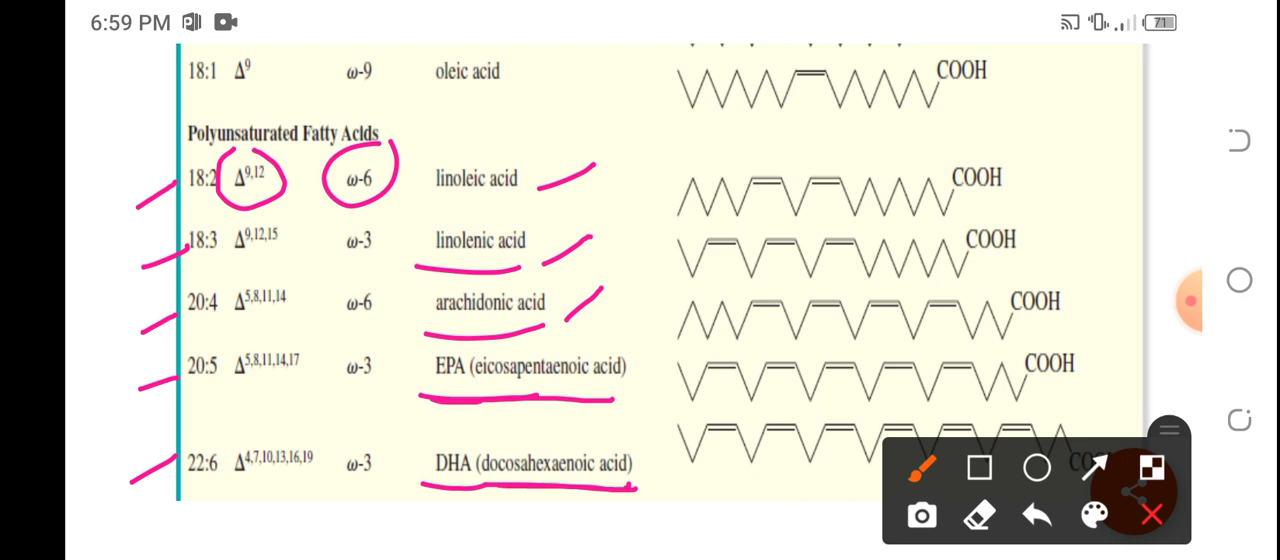 6:59 PM 71
18:1 Δ9 ω-9 oleic acid COOH
Polyunsaturated Fatty Acids
18:2 Δ9,12 ω-6 linoleic acid COOH
18:3 Δ9,12,15 ω-3 linolenic acid COOH
20:4 Δ5,8,11,14 ω-6 arachidonic acid COOH
20:5 Δ5,8,11,14,17 ω-3 EPA (eicosapentaenoic acid) COOH
22:6 Δ4,7,10,13,16,19 ω-3 DHA (docosahexaenoic acid)